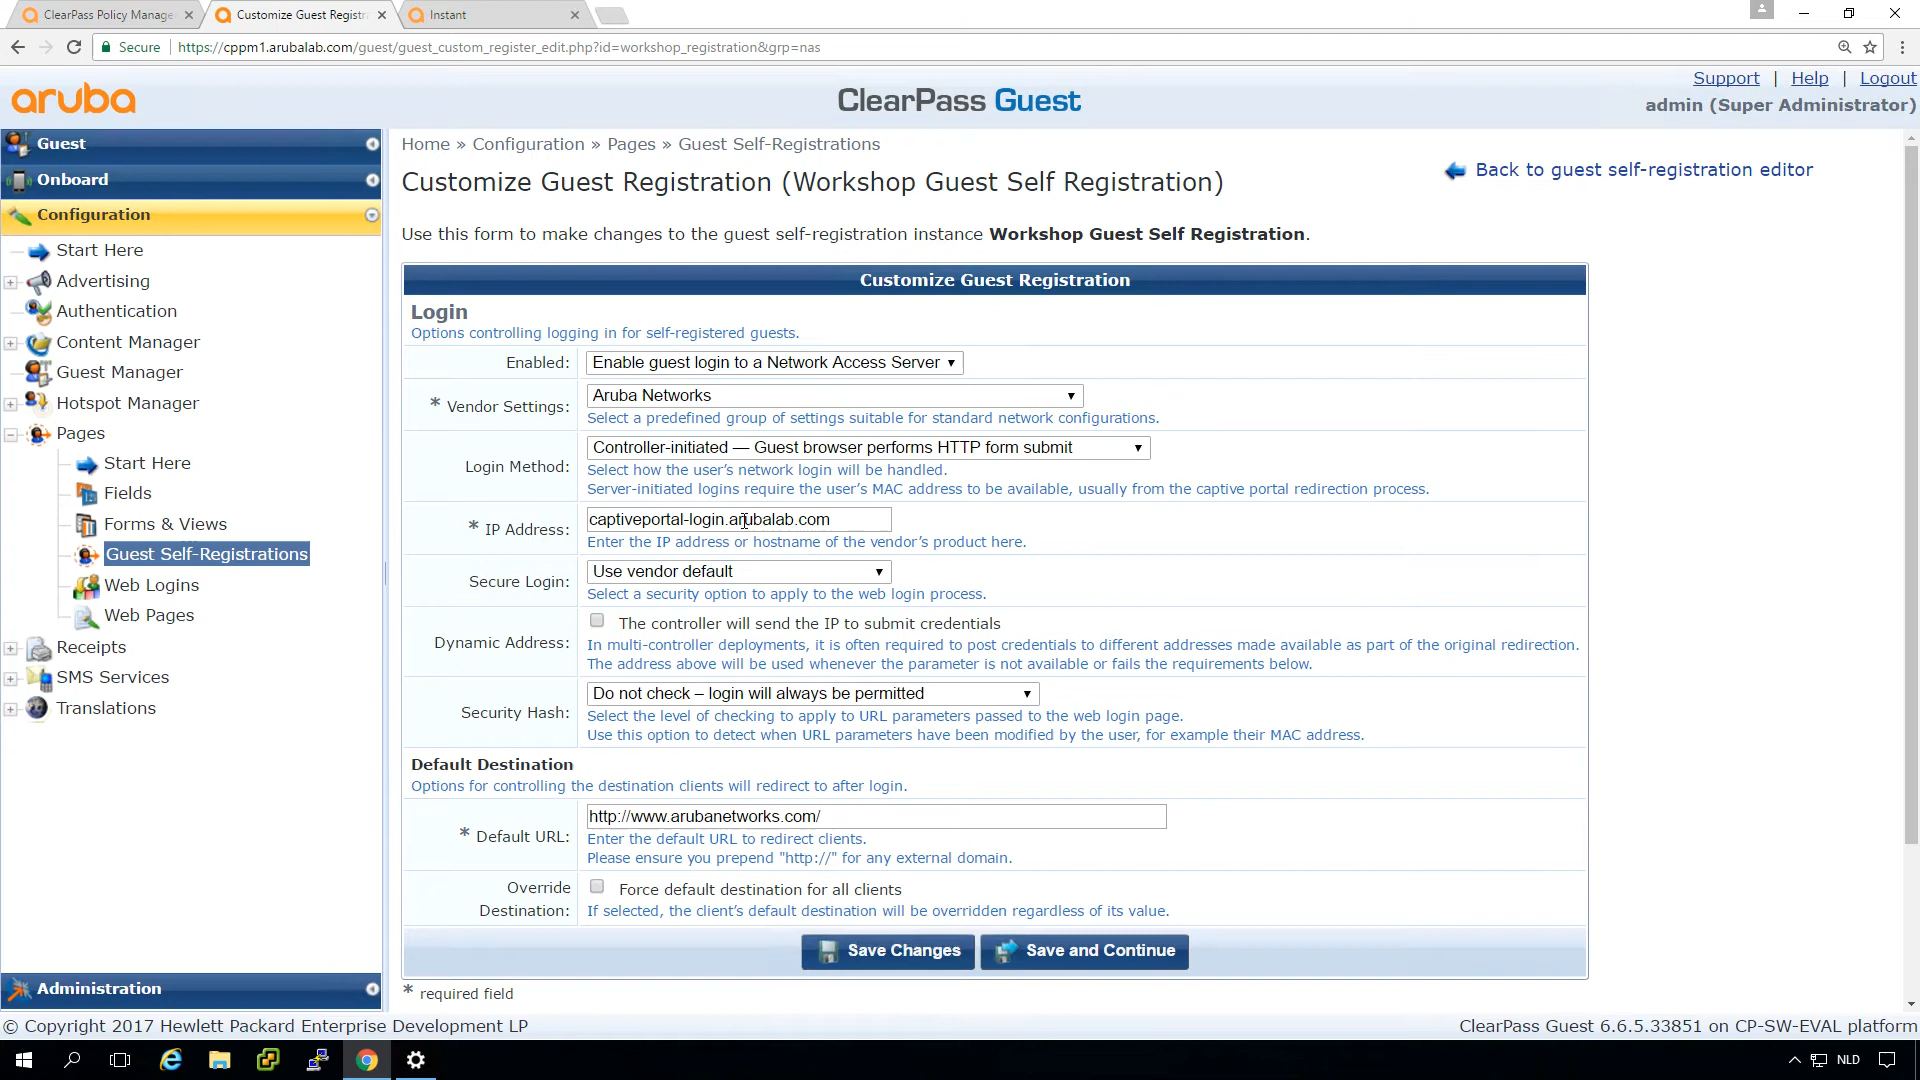 ClearPass Policy Manage
Customize Guest Registra
Instant
Secure
https://cppm1.arubalab.com/guest/guest_custom_register_edit.php?id=workshop_registration&grp=nas
aruba
ClearPass Guest
Support | Help | Logout
admin (Super Administrator)
Guest
Onboard
Configuration
Start Here
Advertising
Authentication
Content Manager
Guest Manager
Hotspot Manager
Pages
Start Here
Fields
Forms & Views
Guest Self-Registrations
Web Logins
Web Pages
Receipts
SMS Services
Translations
Administration
Home » Configuration » Pages » Guest Self-Registrations
Customize Guest Registration (Workshop Guest Self Registration)
Back to guest self-registration editor
Use this form to make changes to the guest self-registration instance Workshop Guest Self Registration.
Customize Guest Registration
Login
Options controlling logging in for self-registered guests.
Enabled: Enable guest login to a Network Access Server
* Vendor Settings: Aruba Networks
Select a predefined group of settings suitable for standard network configurations.
Login Method: Controller-initiated — Guest browser performs HTTP form submit
Select how the user's network login will be handled.
Server-initiated logins require the user's MAC address to be available, usually from the captive portal redirection process.
* IP Address: captiveportal-login.arubalab.com
Enter the IP address or hostname of the vendor's product here.
Secure Login: Use vendor default
Select a security option to apply to the web login process.
Dynamic Address: The controller will send the IP to submit credentials
In multi-controller deployments, it is often required to post credentials to different addresses made available as part of the original redirection.
The address above will be used whenever the parameter is not available or fails the requirements below.
Security Hash: Do not check – login will always be permitted
Select the level of checking to apply to URL parameters passed to the web login page.
Use this option to detect when URL parameters have been modified by the user, for example their MAC address.
Default Destination
Options for controlling the destination clients will redirect to after login.
* Default URL: http://www.arubanetworks.com/
Enter the default URL to redirect clients.
Please ensure you prepend "http://" for any external domain.
Override Destination: Force default destination for all clients
If selected, the client's default destination will be overridden regardless of its value.
Save Changes
Save and Continue
* required field
© Copyright 2017 Hewlett Packard Enterprise Development LP
ClearPass Guest 6.6.5.33851 on CP-SW-EVAL platform
NLD